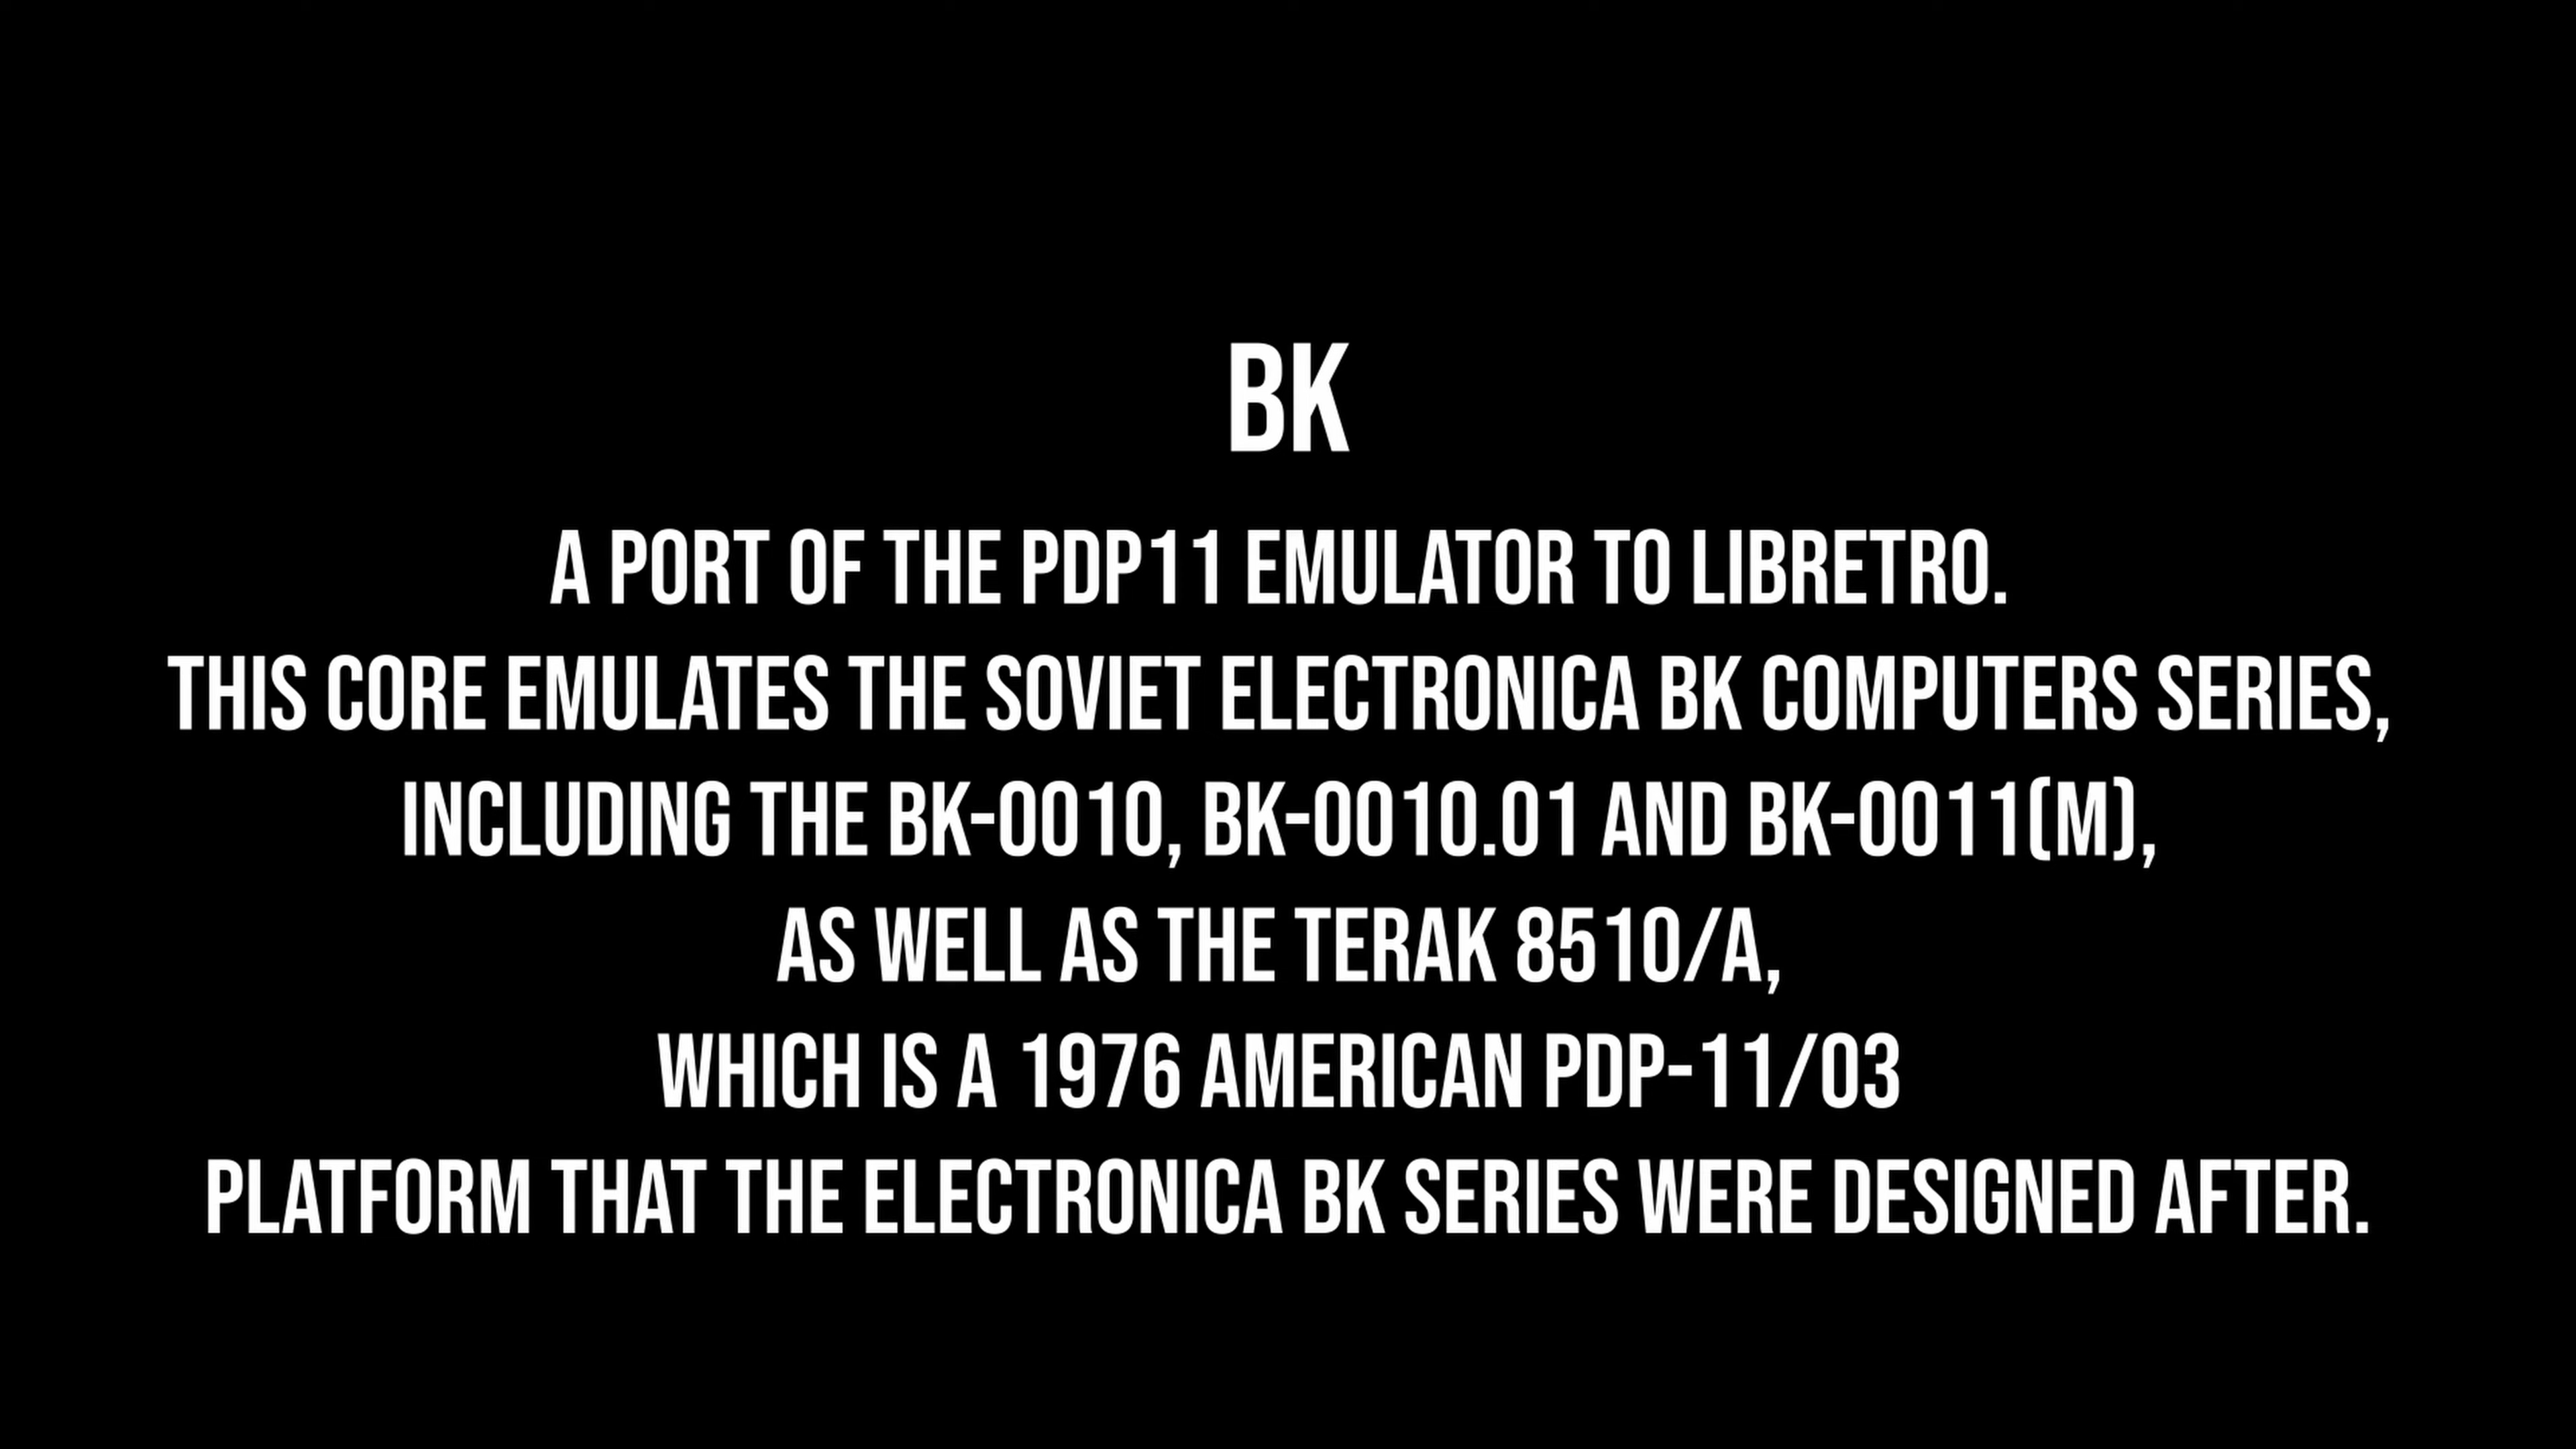 BK
A PORT OF THE PDP11 EMULATOR TO LIBRETRO.
THIS CORE EMULATES THE SOVIET ELECTRONICA BK COMPUTERS SERIES,
INCLUDING THE BK-0010, BK-0010.01 AND BK-0011(M),
AS WELL AS THE TERAK 8510/A,
WHICH IS A 1976 AMERICAN PDP-11/03
PLATFORM THAT THE ELECTRONICA BK SERIES WERE DESIGNED AFTER.